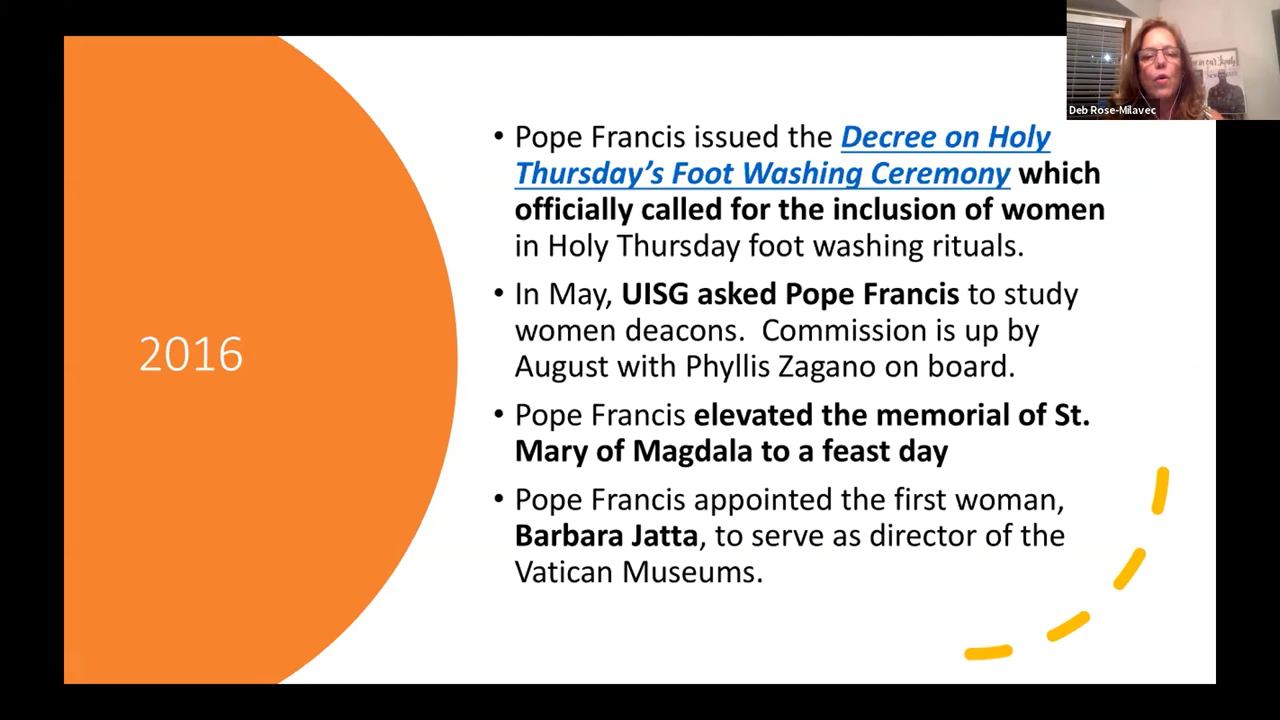 Deb Rose-Milavec
2016
• Pope Francis issued the Decree on Holy
Thursday’s Foot Washing Ceremony which
officially called for the inclusion of women
in Holy Thursday foot washing rituals.
• In May, UISG asked Pope Francis to study
women deacons.  Commission is up by
August with Phyllis Zagano on board.
• Pope Francis elevated the memorial of St.
Mary of Magdala to a feast day
• Pope Francis appointed the first woman,
Barbara Jatta, to serve as director of the
Vatican Museums.